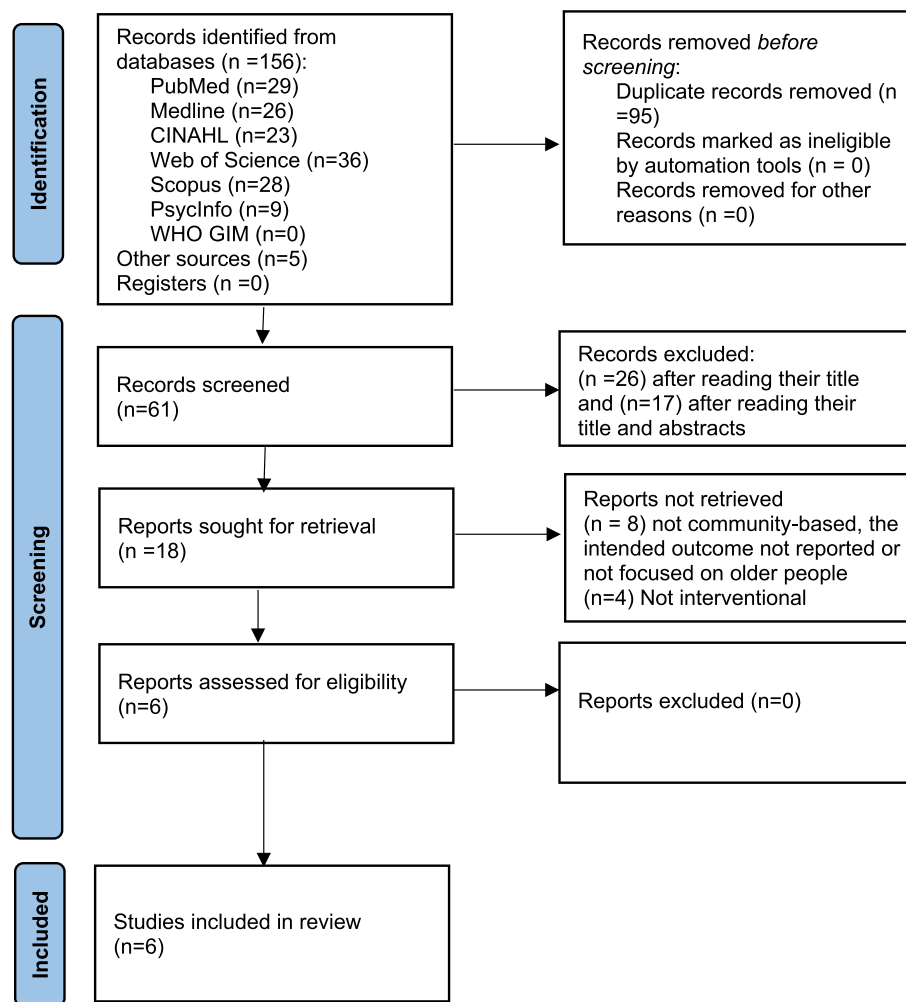 Identification
Records identified from
databases (n =156):
PubMed (n=29)
Medline (n=26)
CINAHL (n=23)
Web of Science (n=36)
Scopus (n=28)
PsycInfo (n=9)
WHO GIM (n=0)
Other sources (n=5)
Registers (n =0)
Records removed before
screening:
Duplicate records removed (n
=95)
Records marked as ineligible
by automation tools (n = 0)
Records removed for other
reasons (n =0)
Screening
Records screened
(n=61)
Records excluded:
(n =26) after reading their title
and (n=17) after reading their
title and abstracts
Reports sought for retrieval
(n =18)
Reports not retrieved
(n = 8) not community-based, the
intended outcome not reported or
not focused on older people
(n=4) Not interventional
Reports assessed for eligibility
(n=6)
Reports excluded (n=0)
Included
Studies included in review
(n=6)